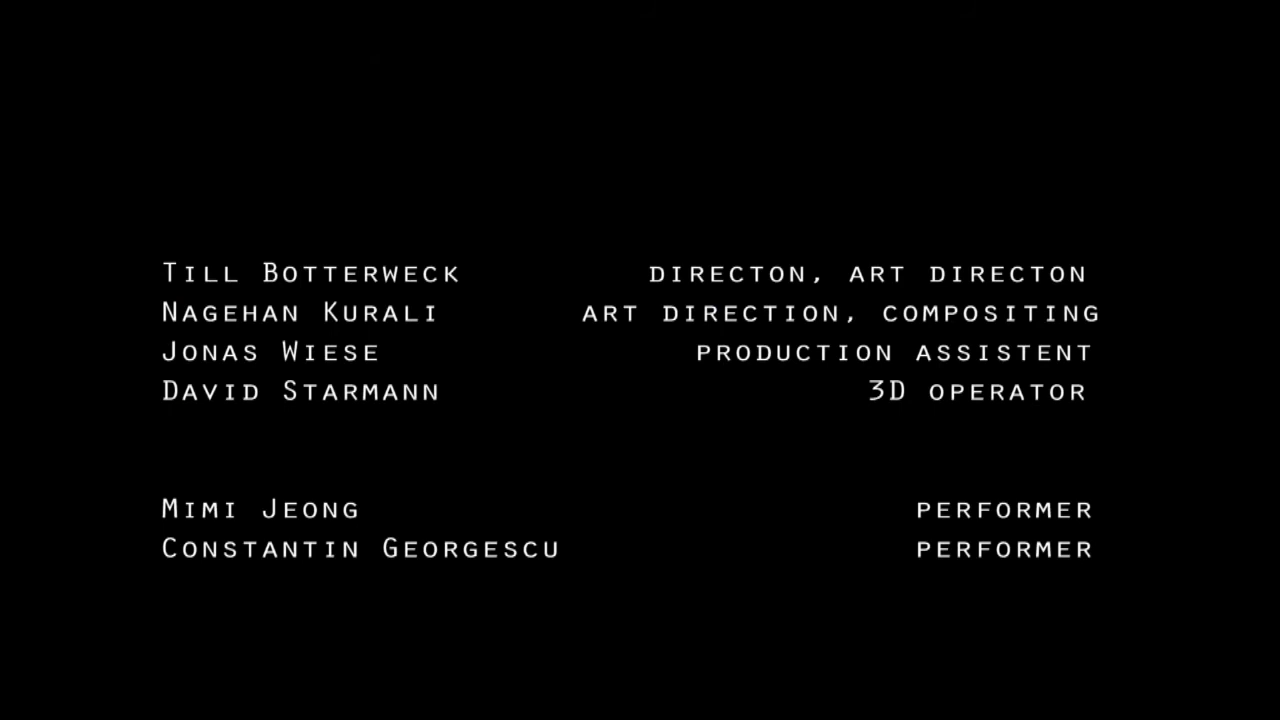 Till Botterweck directon, art directon
Nagehan Kurali art direction, compositing
Jonas Wiese production assistent
David Starmann 3D operator
Mimi Jeong performer
Constantin Georgescu performer